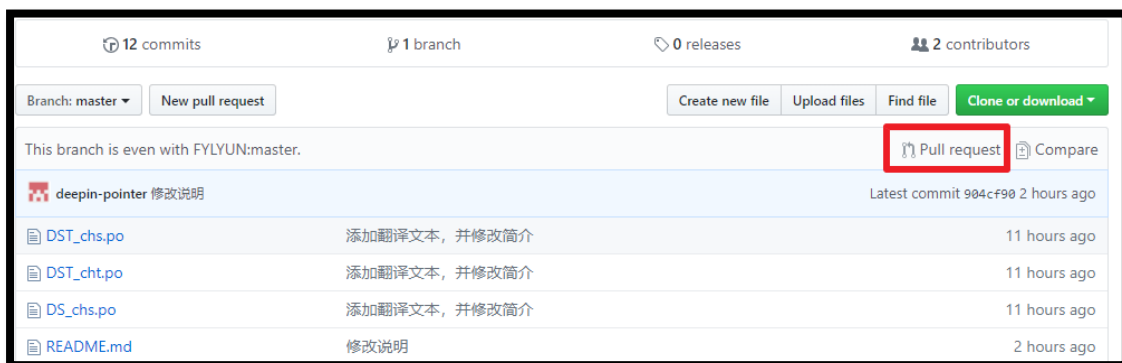 12 commits 1 branch 0 releases 2 contributors
Branch: master New pull request Create new file Upload files Find file Clone or download
This branch is even with FYLYUN:master. Pull request Compare
deepin-pointer 修改说明 Latest commit 904cf90 2 hours ago
DST_chs.po 添加翻译文本，并修改简介 11 hours ago
DST_cht.po 添加翻译文本，并修改简介 11 hours ago
DS_chs.po 添加翻译文本，并修改简介 11 hours ago
README.md 修改说明 2 hours ago